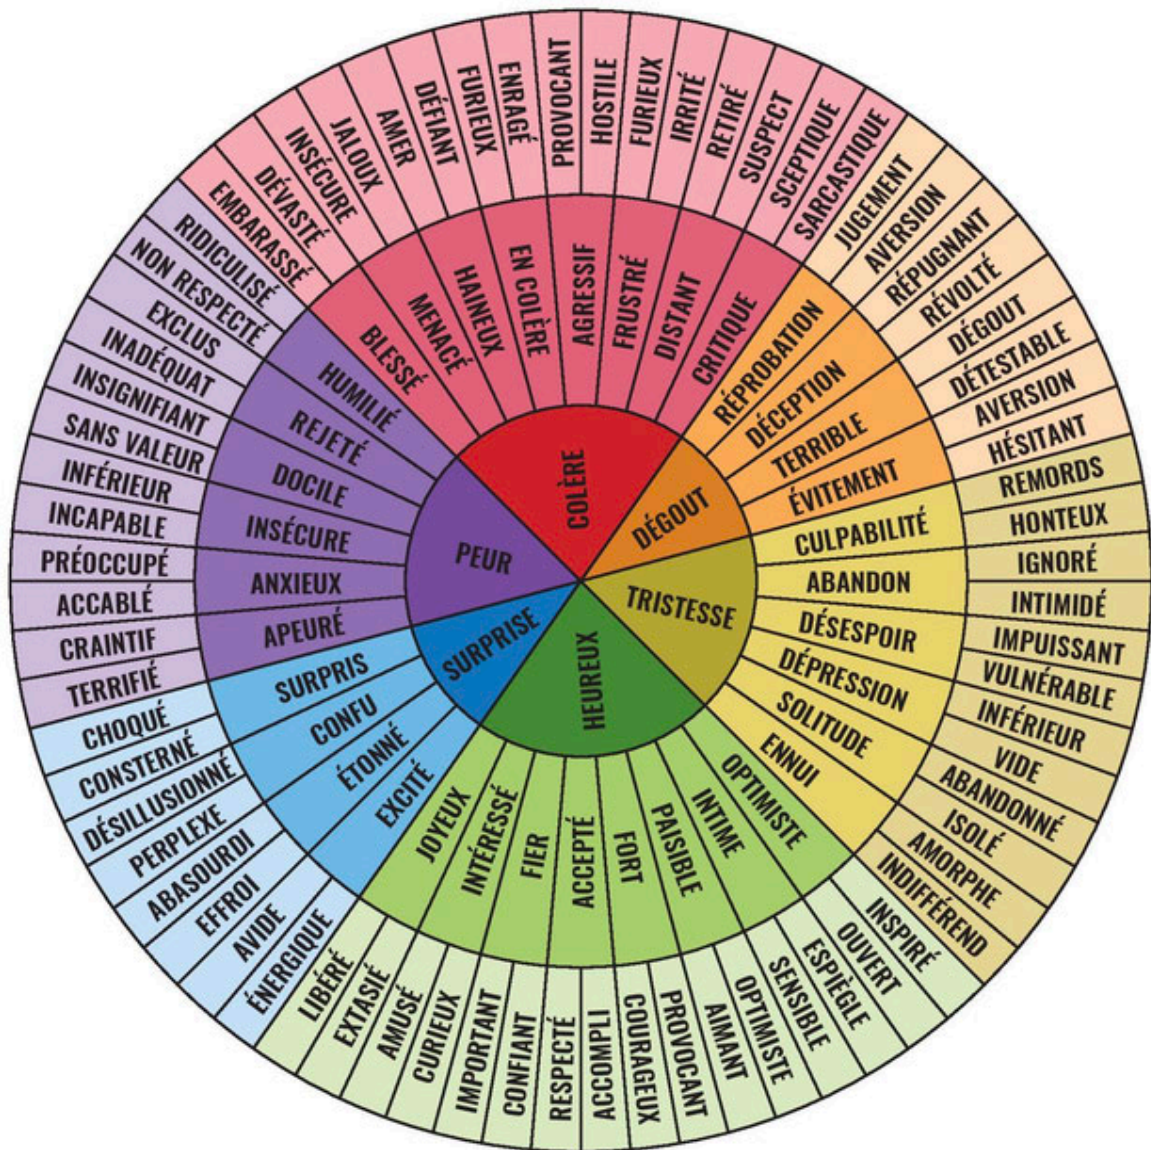 COLÈRE
DÉGOUT
TRISTESSE
HEUREUX
SURPRISE
PEUR
BLESSÉ
MENACÉ
HAINEUX
EN COLÈRE
AGRESSIF
FRUSTRÉ
DISTANT
CRITIQUE
RÉPROBATION
DÉCEPTION
TERRIBLE
ÉVITEMENT
CULPABILITÉ
ABANDON
DÉSESPOIR
DÉPRESSION
SOLITUDE
ENNUI
OPTIMISTE
INTIME
PAISIBLE
FORT
ACCEPTÉ
FIER
INTÉRESSÉ
JOYEUX
EXCITÉ
ÉTONNÉ
CONFU
SURPRIS
APEURÉ
ANXIEUX
INSÉCURE
DOCILE
REJETÉ
HUMILIÉ
EMBARASSÉ
DÉVASTÉ
INSÉCURE
JALOUX
AMER
DÉFIANT
FURIEUX
ENRAGÉ
PROVOCANT
HOSTILE
FURIEUX
IRRITÉ
RETIRÉ
SUSPECT
SCEPTIQUE
SARCASTIQUE
JUGEMENT
AVERSION
RÉPUGNANT
RÉVOLTÉ
DÉGOUT
DÉTESTABLE
AVERSION
HÉSITANT
REMORDS
HONTEUX
IGNORÉ
INTIMIDÉ
IMPUISSANT
VULNÉRABLE
INFÉRIEUR
VIDE
ABANDONNÉ
ISOLÉ
AMORPHE
INDIFFÉREND
INSPIRÉ
OUVERT
ESPIÈGLE
SENSIBLE
OPTIMISTE
AIMANT
PROVOCANT
COURAGEUX
ACCOMPLI
RESPECTÉ
CONFIANT
IMPORTANT
CURIEUX
AMUSÉ
EXTASIÉ
LIBÉRÉ
ÉNERGIQUE
AVIDE
EFFROI
ABASOURDI
PERPLEXE
DÉSILLUSIONNÉ
CONSTERNÉ
CHOQUÉ
TERRIFIÉ
CRAINTIF
ACCABLÉ
PRÉOCCUPÉ
INCAPABLE
INFÉRIEUR
SANS VALEUR
INSIGNIFIANT
INADÉQUAT
EXCLUS
NON RESPECTÉ
RIDICULISÉ